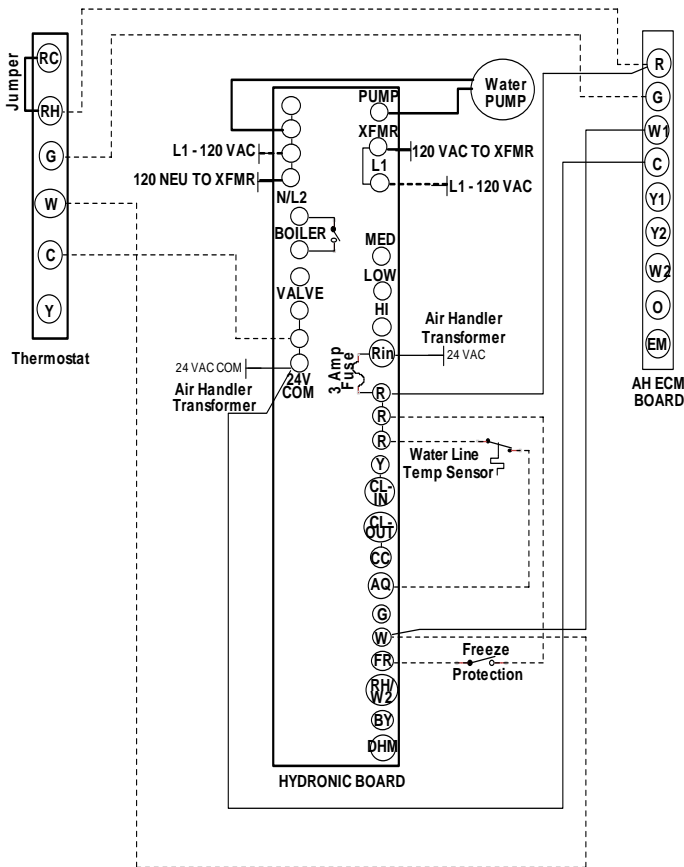 Jumper
RC
RH
G
W
C
Y
Thermostat
PUMP
Water
PUMP
XFMR
L1 - 120 VAC
120 VAC TO XFMR
L1
120 NEU TO XFMR
L1 - 120 VAC
N/L2
BOILER
MED
LOW
VALVE
HI
Air Handler
Transformer
Rin
24 VAC
24 VAC COM
24V
COM
Air Handler
Transformer
3 Amp
Fuse
R
R
R
Water Line
Temp Sensor
Y
CL-
IN
CL-
OUT
CC
AQ
G
W
FR
Freeze
Protection
RH/
W2
BY
DHM
HYDRONIC BOARD
R
G
W1
C
Y1
Y2
W2
O
EM
AH ECM
BOARD